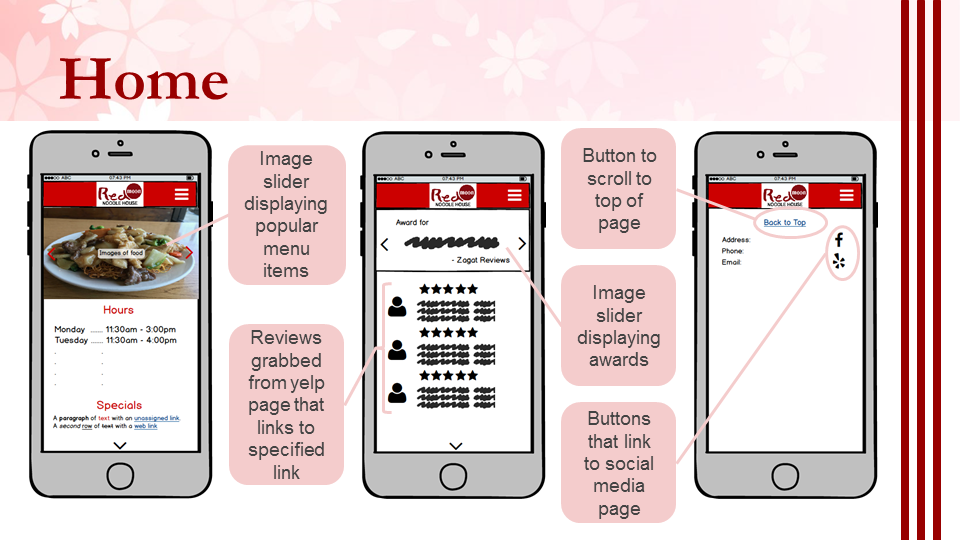 Home
●●●○○ ABC 07:43 PM
Red moon
NOODLE HOUSE
Images of food
Hours
Monday ...... 11:30am - 3:00pm
Tuesday ...... 11:30am - 4:00pm
. .
. .
. .
. .
Specials
A paragraph of text with an unassigned link.
A second row of text with a web link
Image
slider
displaying
popular
menu
items
Reviews
grabbed
from yelp
page that
links to
specified
link
●●●○○ ABC 07:43 PM
Red moon
NOODLE HOUSE
Award for
- Zagat Reviews
Button to
scroll to
top of
page
Image
slider
displaying
awards
Buttons
that link
to social
media
page
●●●○○ ABC 07:43 PM
Red moon
NOODLE HOUSE
Back to Top
Address:
Phone:
Email:
f